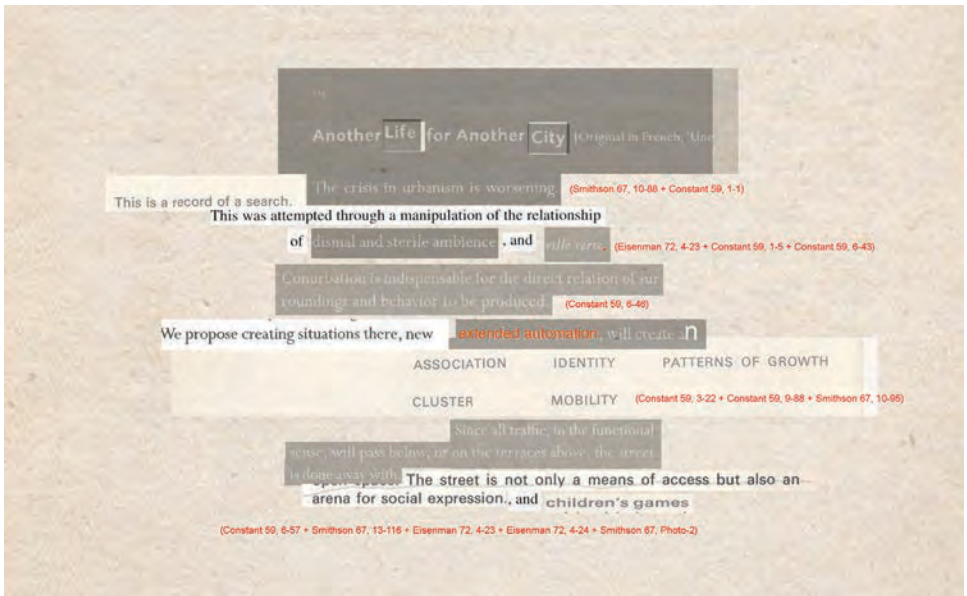 Another Life for Another City [Original in French, 'Une
The crisis in urbanism is worsening. (Smithson 67, 10-88 + Constant 59, 1-1)
This is a record of a search.
This was attempted through a manipulation of the relationship
of dismal and sterile ambience, and ville verte. (Eisenman 72, 4-23 + Constant 59, 1-5 + Constant 59, 6-43)
Conurbation is indispensable for the direct relation of sur
roundings and behavior to be produced. (Constant 59, 6-46)
We propose creating situations there, new extended automation, will create an
ASSOCIATION IDENTITY PATTERNS OF GROWTH
CLUSTER MOBILITY (Constant 59, 3-22 + Constant 59, 9-88 + Smithson 67, 10-95)
Since all traffic, in the functional
sense, will pass below, or on the terraces above, the street
is done away with. The street is not only a means of access but also an
arena for social expression., and children's games
(Constant 59, 6-57 + Smithson 67, 13-116 + Eisenman 72, 4-23 + Eisenman 72, 4-24 + Smithson 67, Photo-2)